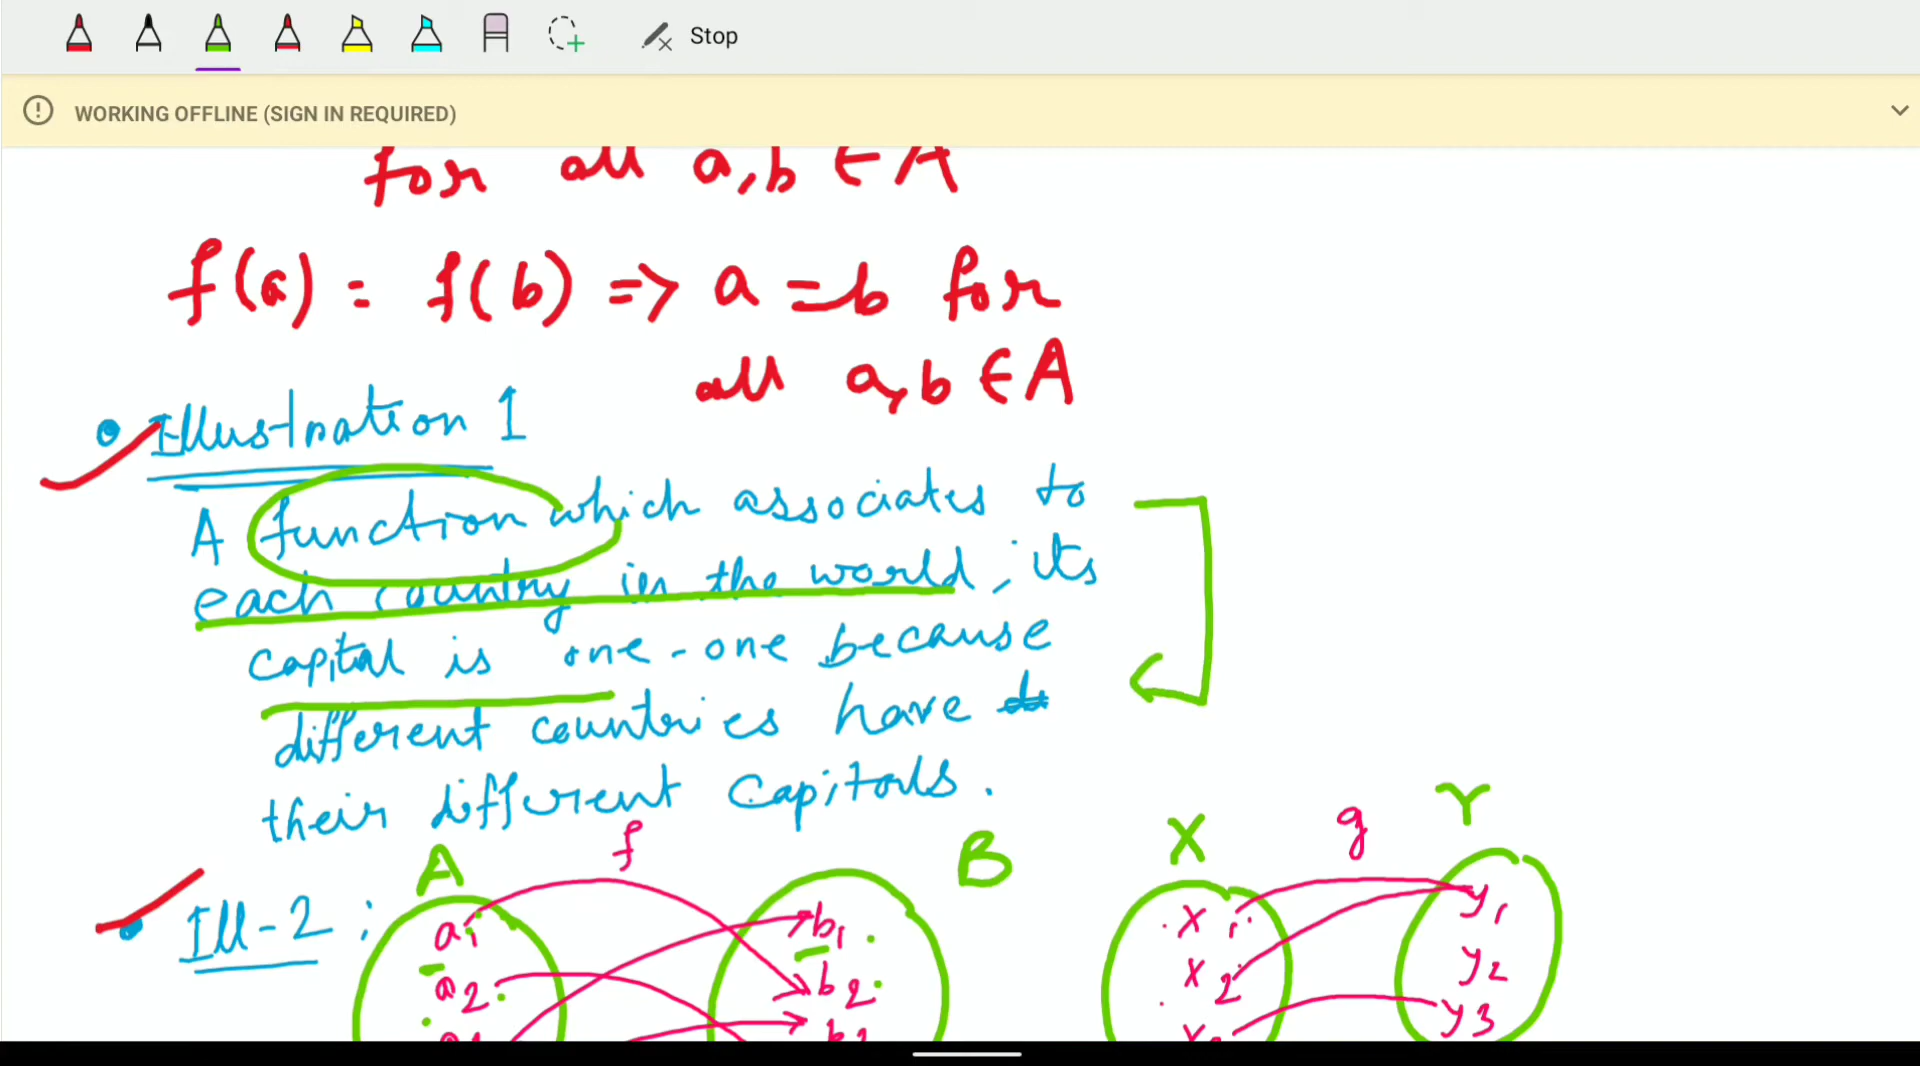 Stop
WORKING OFFLINE (SIGN IN REQUIRED)
for all a,b ∈ A
f(a) = f(b) => a = b for
all a,b ∈ A
Illustration 1
A function which associates to
each country in the world, its
capital is one-one because
different countries have
their different capitals.
A f B X g Y
Ill-2 :
a1 b1 x1 y1
a2 b2 x2 y2
y3